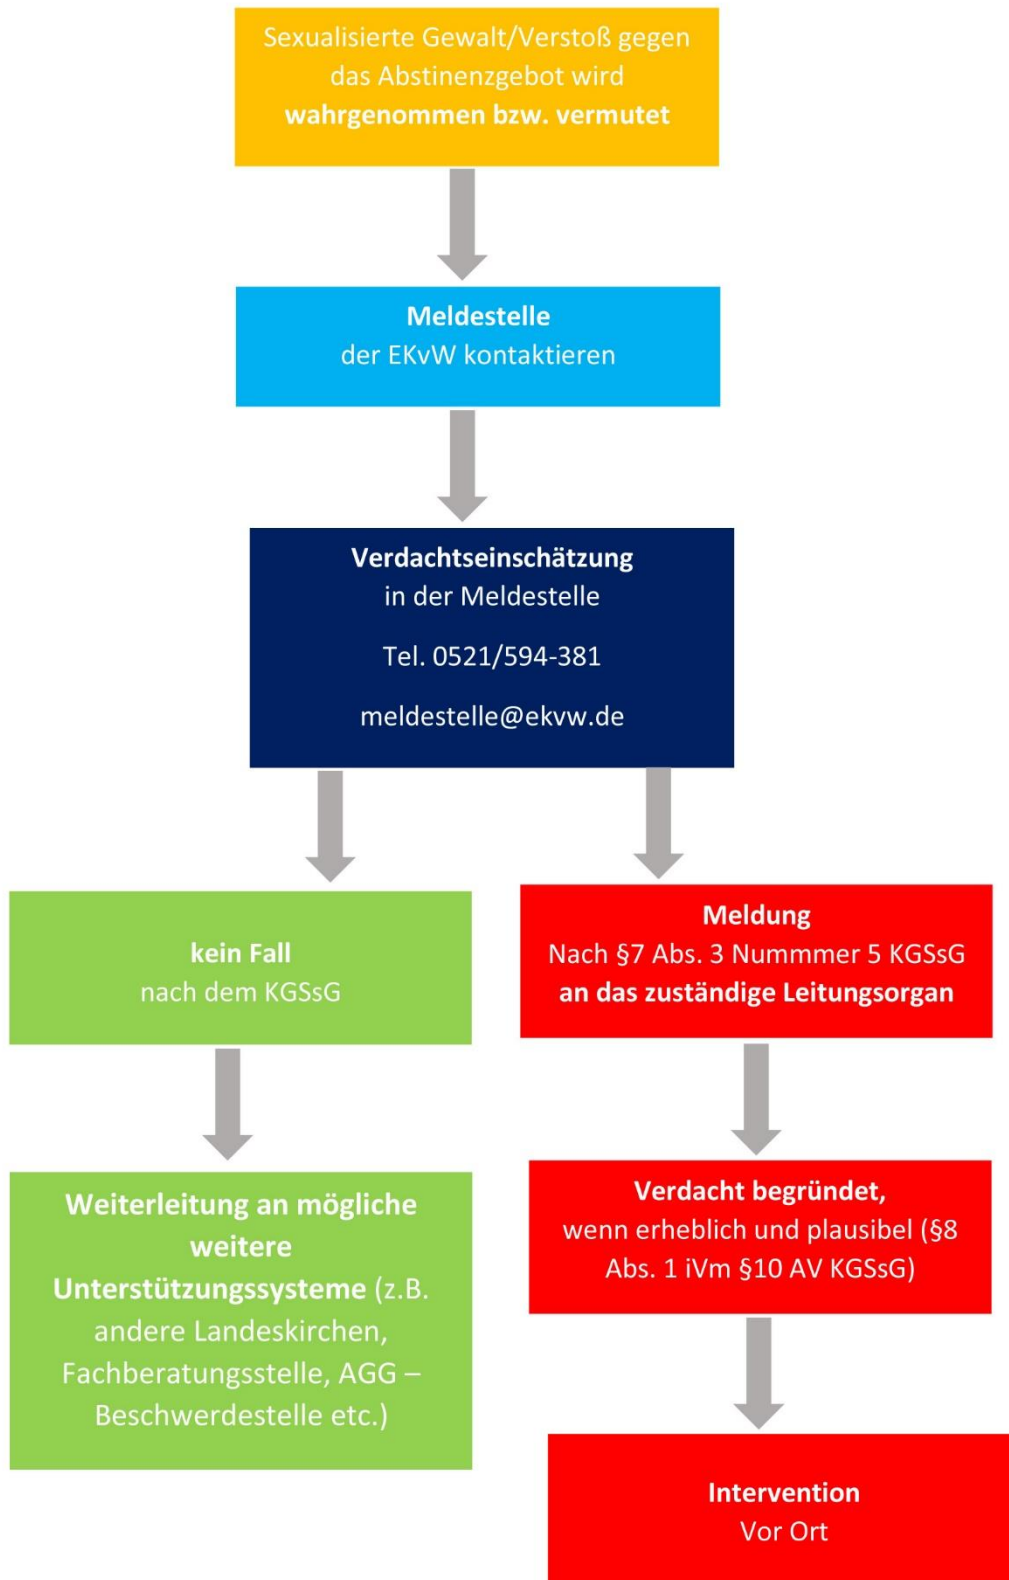 Sexualisierte Gewalt/Verstoß gegen
das Abstinenzgebot wird
wahrgenommen bzw. vermutet
Meldestelle
der EKvW kontaktieren
Verdachtseinschätzung
in der Meldestelle
Tel. 0521/594-381
meldestelle@ekvw.de
kein Fall
nach dem KGSsG
Meldung
Nach §7 Abs. 3 Nummmer 5 KGSsG
an das zuständige Leitungsorgan
Weiterleitung an mögliche
weitere
Unterstützungssysteme (z.B.
andere Landeskirchen,
Fachberatungsstelle, AGG –
Beschwerdestelle etc.)
Verdacht begründet,
wenn erheblich und plausibel (§8
Abs. 1 iVm §10 AV KGSsG)
Intervention
Vor Ort